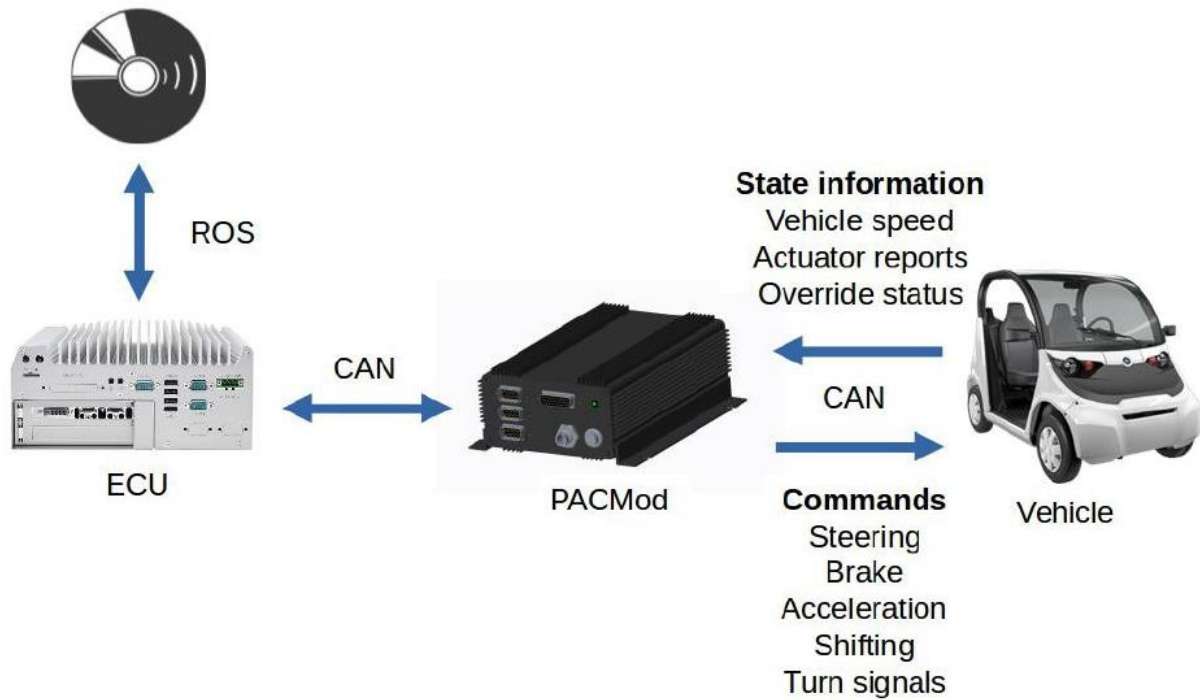 ROS
State information
Vehicle speed
Actuator reports
Override status
CAN
CAN
ECU
PACMod
Commands
Steering
Brake
Acceleration
Shifting
Turn signals
Vehicle